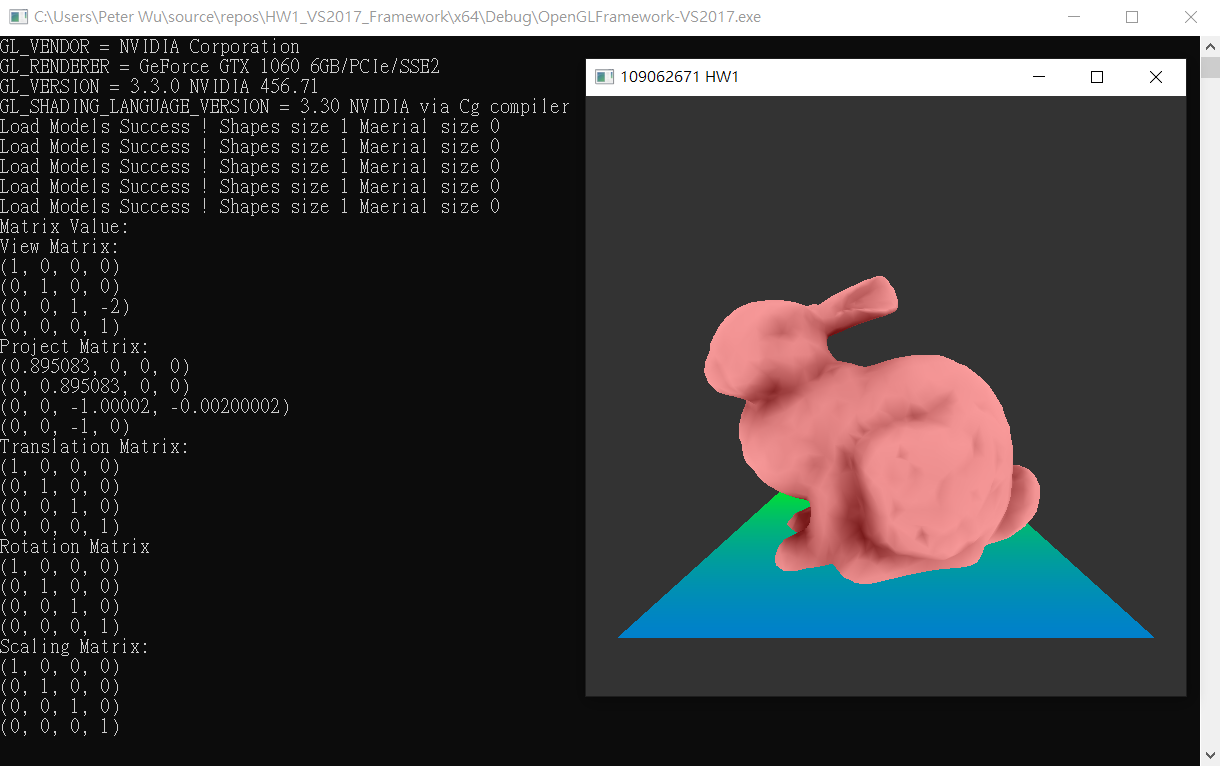 C:\Users\Peter Wu\source\repos\HW1_VS2017_Framework\x64\Debug\OpenGLFramework-VS2017.exe
GL_VENDOR = NVIDIA Corporation
GL_RENDERER = GeForce GTX 1060 6GB/PCIe/SSE2
GL_VERSION = 3.3.0 NVIDIA 456.71
GL_SHADING_LANGUAGE_VERSION = 3.30 NVIDIA via Cg compiler
Load Models Success ! Shapes size 1 Maerial size 0
Load Models Success ! Shapes size 1 Maerial size 0
Load Models Success ! Shapes size 1 Maerial size 0
Load Models Success ! Shapes size 1 Maerial size 0
Load Models Success ! Shapes size 1 Maerial size 0
Matrix Value:
View Matrix:
(1, 0, 0, 0)
(0, 1, 0, 0)
(0, 0, 1, -2)
(0, 0, 0, 1)
Project Matrix:
(0.895083, 0, 0, 0)
(0, 0.895083, 0, 0)
(0, 0, -1.00002, -0.00200002)
(0, 0, -1, 0)
Translation Matrix:
(1, 0, 0, 0)
(0, 1, 0, 0)
(0, 0, 1, 0)
(0, 0, 0, 1)
Rotation Matrix
(1, 0, 0, 0)
(0, 1, 0, 0)
(0, 0, 1, 0)
(0, 0, 0, 1)
Scaling Matrix:
(1, 0, 0, 0)
(0, 1, 0, 0)
(0, 0, 1, 0)
(0, 0, 0, 1)
109062671 HW1